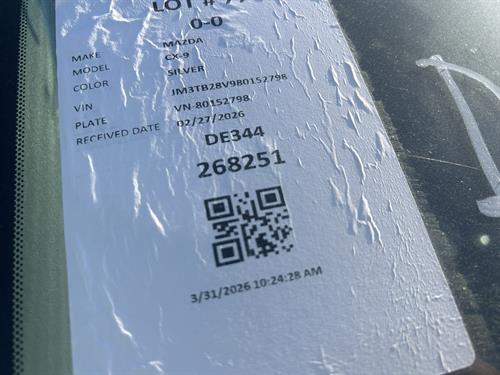 LOT #
0-0
MAKE MAZDA
MODEL CX-9
COLOR SILVER
VIN JM3TB28V980152798
PLATE VN-80152798
RECEIVED DATE 02/27/2026
DE344
268251
3/31/2026 10:24:28 AM